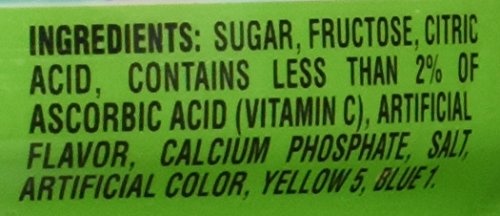 INGREDIENTS: SUGAR, FRUCTOSE, CITRIC
ACID, CONTAINS LESS THAN 2% OF
ASCORBIC ACID (VITAMIN C), ARTIFICIAL
FLAVOR, CALCIUM PHOSPHATE, SALT,
ARTIFICIAL COLOR, YELLOW 5, BLUE 1.